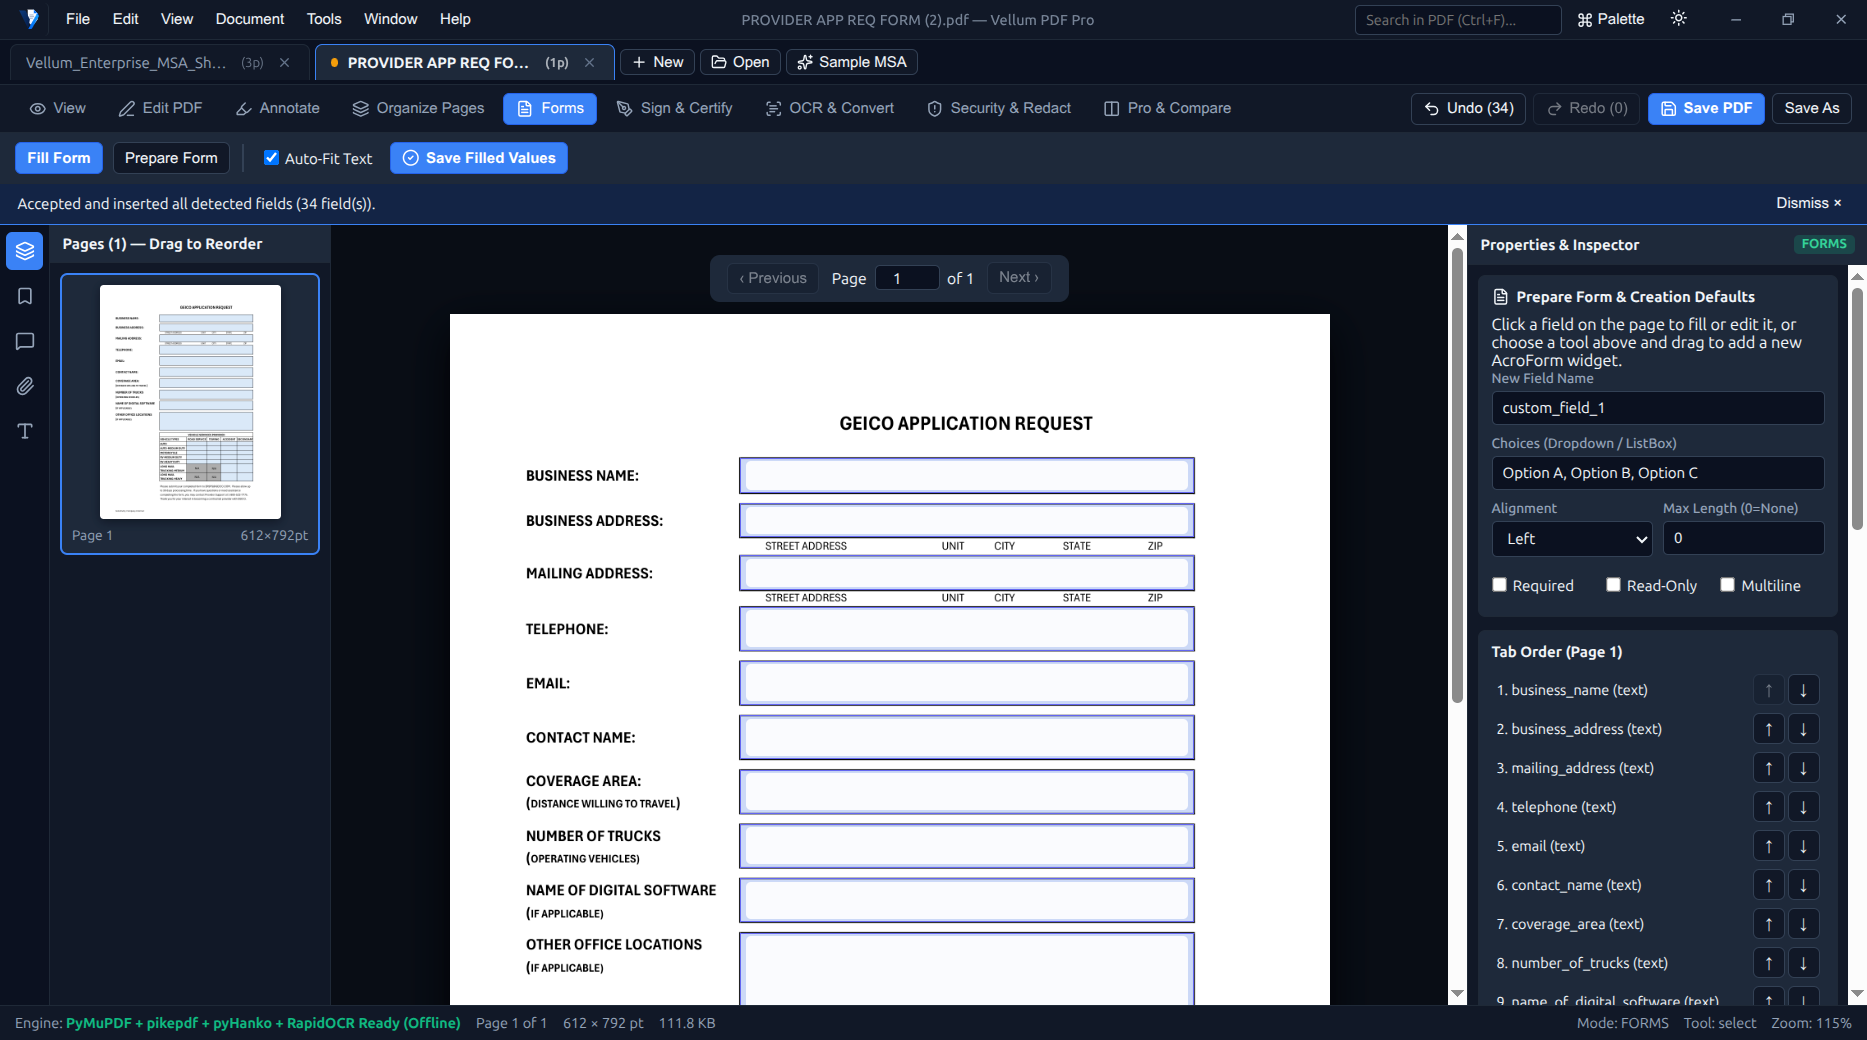 File Edit View Document Tools Window Help
PROVIDER APP REQ FORM (2).pdf — Vellum PDF Pro
Search in PDF (Ctrl+F)...
⌘ Palette
Vellum_Enterprise_MSA_Sh... (3p) ×
PROVIDER APP REQ FO... (1p) ×
+ New
Open
Sample MSA
View
Edit PDF
Annotate
Organize Pages
Forms
Sign & Certify
OCR & Convert
Security & Redact
Pro & Compare
Undo (34)
Redo (0)
Save PDF
Save As
Fill Form
Prepare Form
Auto-Fit Text
Save Filled Values
Accepted and inserted all detected fields (34 field(s)).
Dismiss ×
Pages (1) — Drag to Reorder
GEICO APPLICATION REQUEST
Page 1
612×792pt
‹ Previous
Page 1 of 1
Next ›
GEICO APPLICATION REQUEST
BUSINESS NAME:
BUSINESS ADDRESS:
STREET ADDRESS UNIT CITY STATE ZIP
MAILING ADDRESS:
STREET ADDRESS UNIT CITY STATE ZIP
TELEPHONE:
EMAIL:
CONTACT NAME:
COVERAGE AREA:
(DISTANCE WILLING TO TRAVEL)
NUMBER OF TRUCKS
(OPERATING VEHICLES)
NAME OF DIGITAL SOFTWARE
(IF APPLICABLE)
OTHER OFFICE LOCATIONS
(IF APPLICABLE)
Properties & Inspector
FORMS
Prepare Form & Creation Defaults
Click a field on the page to fill or edit it, or
choose a tool above and drag to add a new
AcroForm widget.
New Field Name
custom_field_1
Choices (Dropdown / ListBox)
Option A, Option B, Option C
Alignment
Max Length (0=None)
Left
0
Required
Read-Only
Multiline
Tab Order (Page 1)
1. business_name (text) ↑ ↓
2. business_address (text) ↑ ↓
3. mailing_address (text) ↑ ↓
4. telephone (text) ↑ ↓
5. email (text) ↑ ↓
6. contact_name (text) ↑ ↓
7. coverage_area (text) ↑ ↓
8. number_of_trucks (text) ↑ ↓
9. name_of_digital_software (text) ↑ ↓
Engine: PyMuPDF + pikepdf + pyHanko + RapidOCR Ready (Offline)
Page 1 of 1
612 × 792 pt
111.8 KB
Mode: FORMS
Tool: select
Zoom: 115%